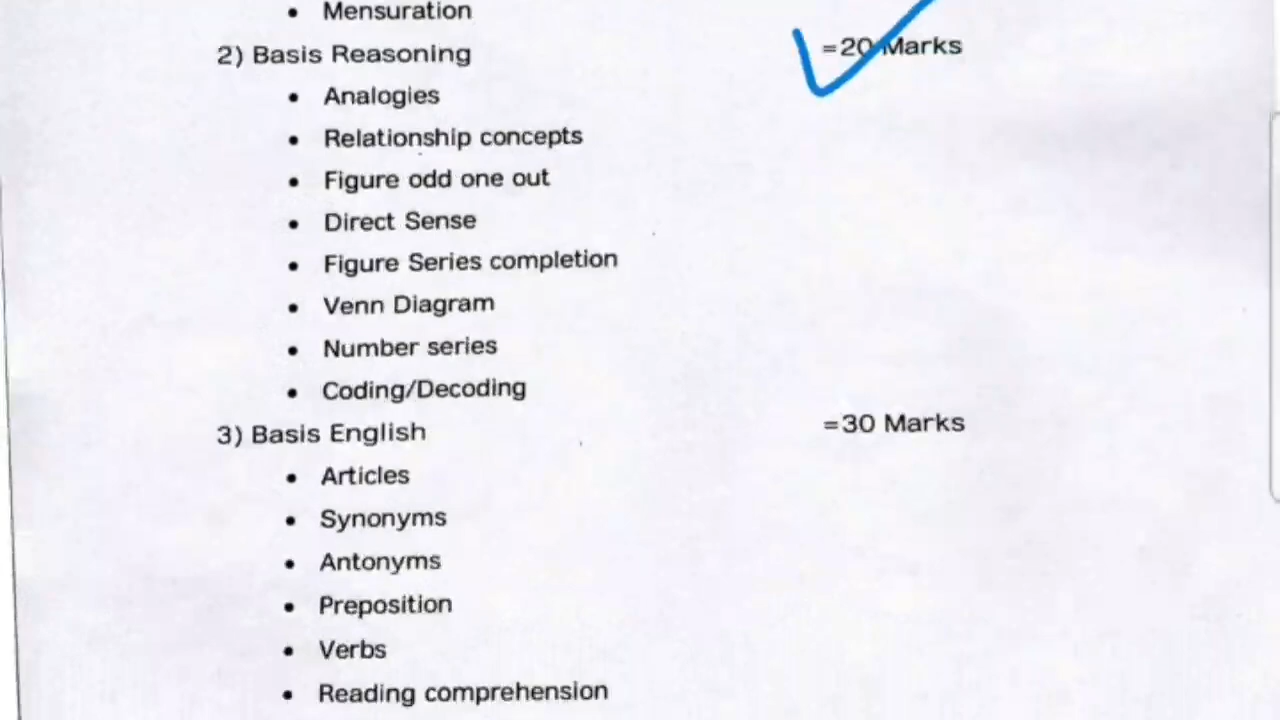 • Mensuration
2) Basis Reasoning =20 Marks
• Analogies
• Relationship concepts
• Figure odd one out
• Direct Sense
• Figure Series completion
• Venn Diagram
• Number series
• Coding/Decoding
3) Basis English =30 Marks
• Articles
• Synonyms
• Antonyms
• Preposition
• Verbs
• Reading comprehension